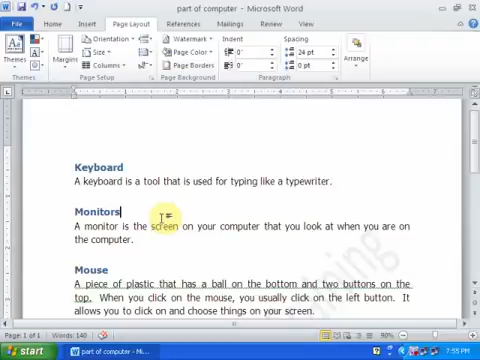 part of computer - Microsoft Word
File Home Insert Page Layout References Mailings Review View
Orientation Watermark Indent Spacing
Size Page Color 0" 24 pt
Themes Margins Columns Page Borders 0" 0 pt Arrange
Themes Page Setup Page Background Paragraph
Keyboard
A keyboard is a tool that is used for typing like a typewriter.
Monitors
A monitor is the screen on your computer that you look at when you are on
the computer.
Mouse
A piece of plastic that has a ball on the bottom and two buttons on the
top. When you click on the mouse, you usually click on the left button. It
allows you to click on and choose things on your screen.
Page: 1 of 1 Words: 140 90%
start part of computer - Mi... 7:55 PM